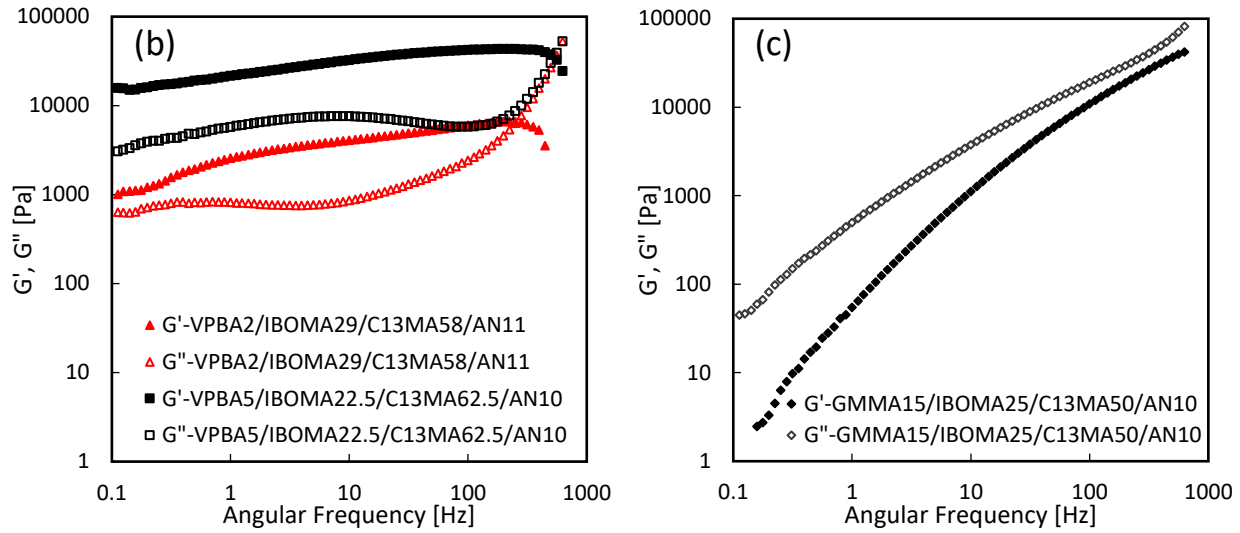 (b)
100000
10000
1000
100
10
1
G', G" [Pa]
G'-VPBA2/IBOMA29/C13MA58/AN11
G"-VPBA2/IBOMA29/C13MA58/AN11
G'-VPBA5/IBOMA22.5/C13MA62.5/AN10
G"-VPBA5/IBOMA22.5/C13MA62.5/AN10
0.1 1 10 100 1000
Angular Frequency [Hz]
(c)
100000
10000
1000
100
10
1
G', G" [Pa]
G'-GMMA15/IBOMA25/C13MA50/AN10
G"-GMMA15/IBOMA25/C13MA50/AN10
0.1 1 10 100 1000
Angular Frequency [Hz]